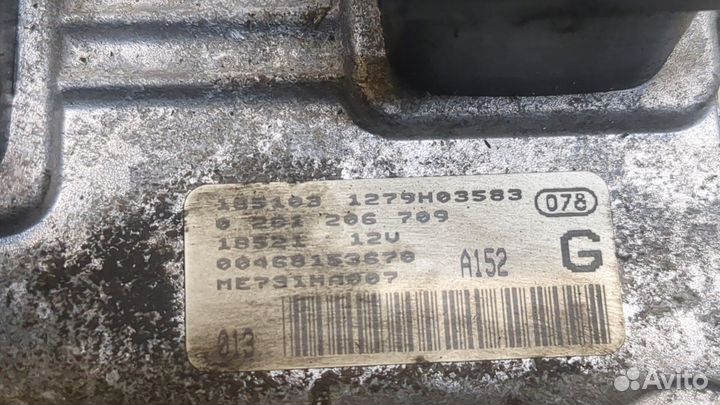 185103 1279H03583
078
0 261 206 709
18521 12V
00468153670
A152
G
ME731HA007
013
Avito